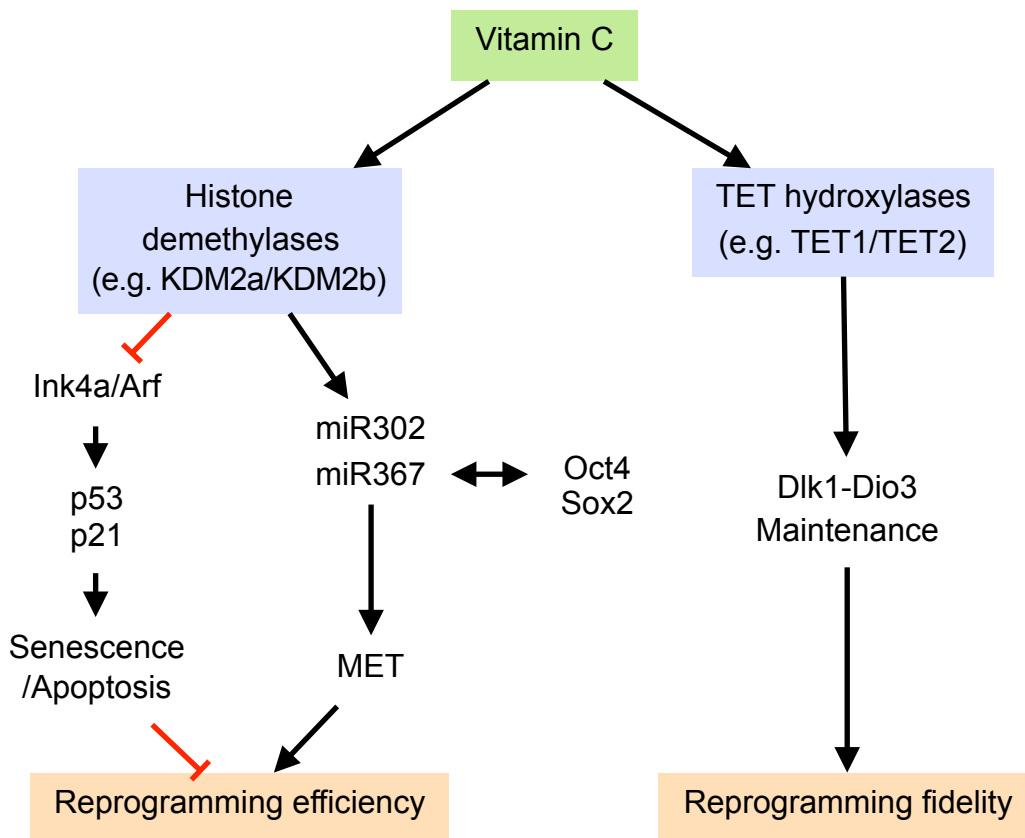 Vitamin C
Histone
demethylases
(e.g. KDM2a/KDM2b)
TET hydroxylases
(e.g. TET1/TET2)
Ink4a/Arf
miR302
miR367
Oct4
Sox2
p53
p21
Dlk1-Dio3
Maintenance
Senescence
/Apoptosis
MET
Reprogramming efficiency
Reprogramming fidelity